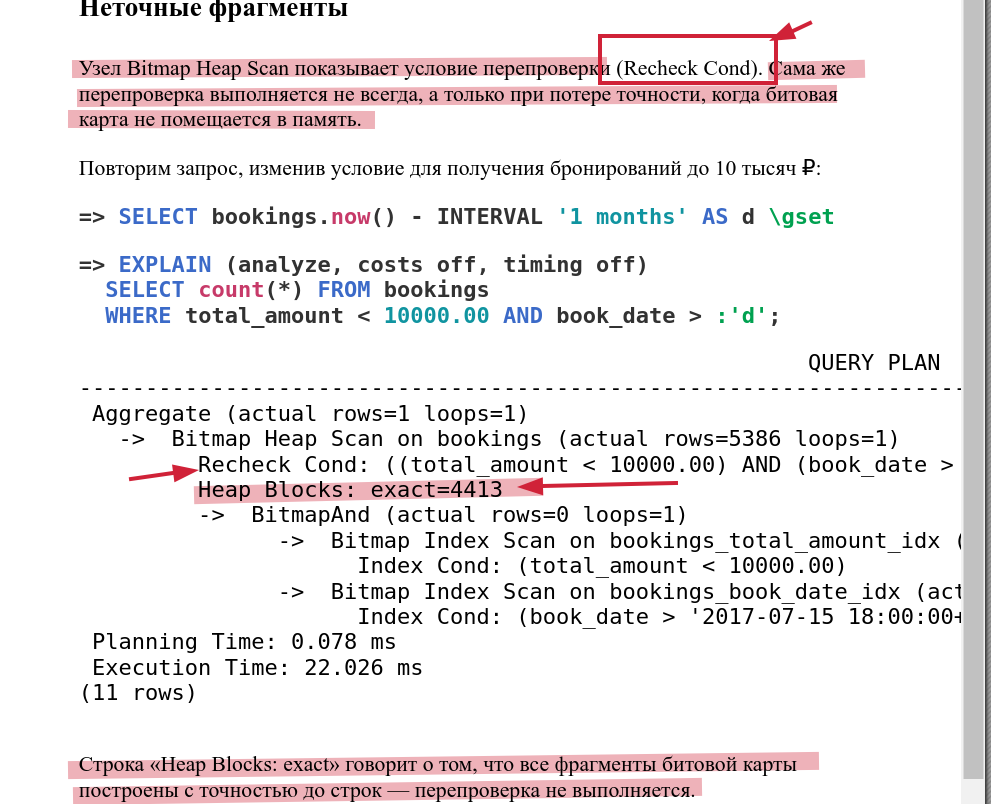 Неточные фрагменты
Узел Bitmap Heap Scan показывает условие перепроверки (Recheck Cond). Сама же
перепроверка выполняется не всегда, а только при потере точности, когда битовая
карта не помещается в память.
Повторим запрос, изменив условие для получения бронирований до 10 тысяч ₽:
=> SELECT bookings.now() - INTERVAL '1 months' AS d \gset
=> EXPLAIN (analyze, costs off, timing off)
  SELECT count(*) FROM bookings
  WHERE total_amount < 10000.00 AND book_date > :'d';
QUERY PLAN
-------------------------------------------------------------------
 Aggregate (actual rows=1 loops=1)
   ->  Bitmap Heap Scan on bookings (actual rows=5386 loops=1)
         Recheck Cond: ((total_amount < 10000.00) AND (book_date >
         Heap Blocks: exact=4413
         ->  BitmapAnd (actual rows=0 loops=1)
               ->  Bitmap Index Scan on bookings_total_amount_idx (
                     Index Cond: (total_amount < 10000.00)
               ->  Bitmap Index Scan on bookings_book_date_idx (act
                     Index Cond: (book_date > '2017-07-15 18:00:00+
 Planning Time: 0.078 ms
 Execution Time: 22.026 ms
(11 rows)
Строка «Heap Blocks: exact» говорит о том, что все фрагменты битовой карты
построены с точностью до строк — перепроверка не выполняется.